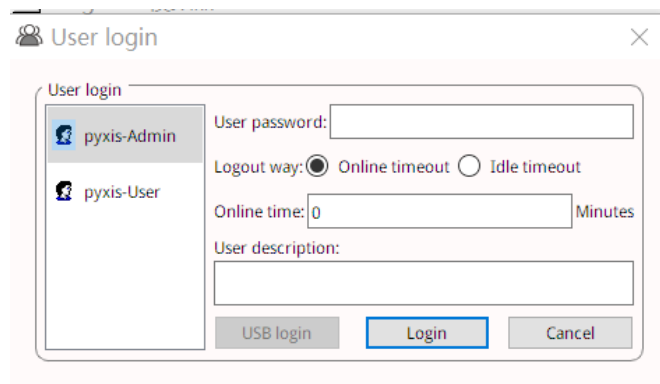 User login
User login
pyxis-Admin
pyxis-User
User password:
Logout way: Online timeout Idle timeout
Online time: 0 Minutes
User description:
USB login Login Cancel